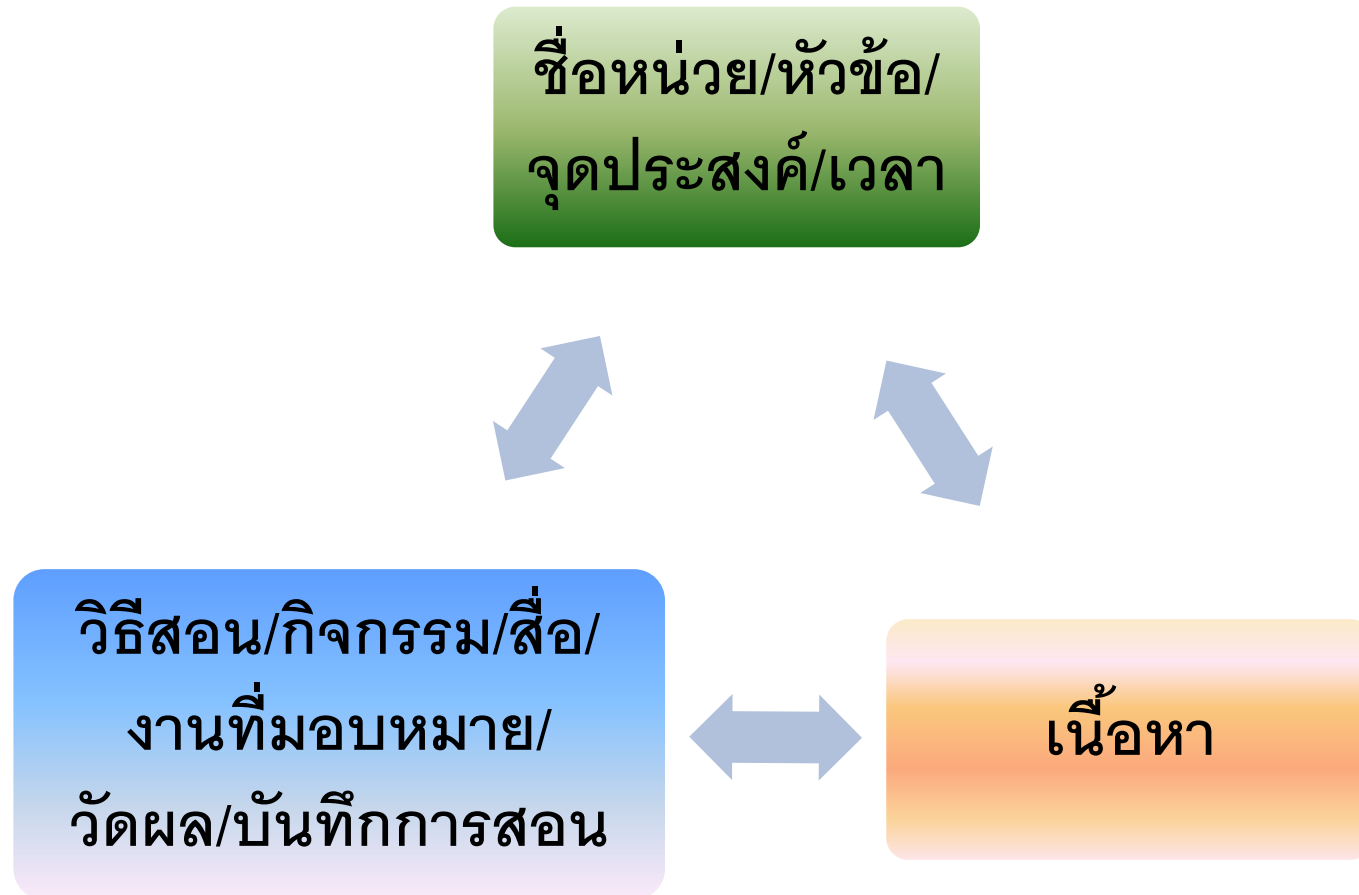 ชื่อหน่วย/หัวข้อ/
จุดประสงค์/เวลา
วิธีสอน/กิจกรรม/สื่อ/
งานที่มอบหมาย/
วัดผล/บันทึกการสอน
เนื้อหา